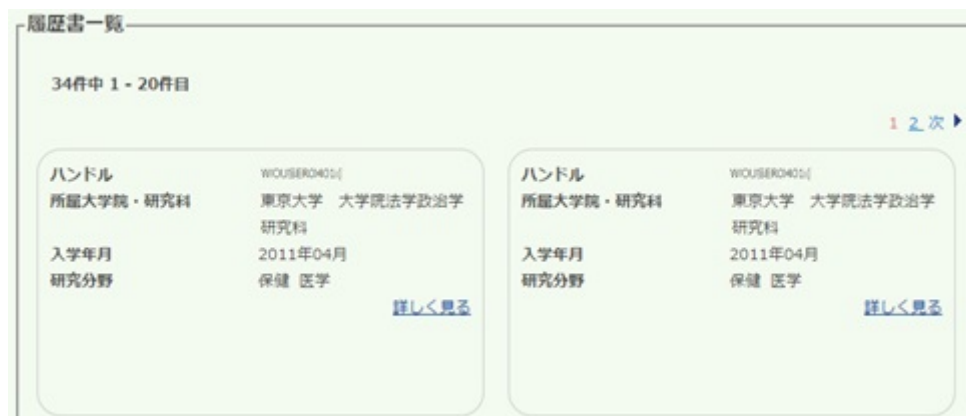 履歴書一覧
34件中 1 - 20件目
1 2 次
ハンドル
所属大学院・研究科 東京大学 大学院法学政治学
研究科
入学年月 2011年04月
研究分野 保健 医学
詳しく見る
ハンドル
所属大学院・研究科 東京大学 大学院法学政治学
研究科
入学年月 2011年04月
研究分野 保健 医学
詳しく見る